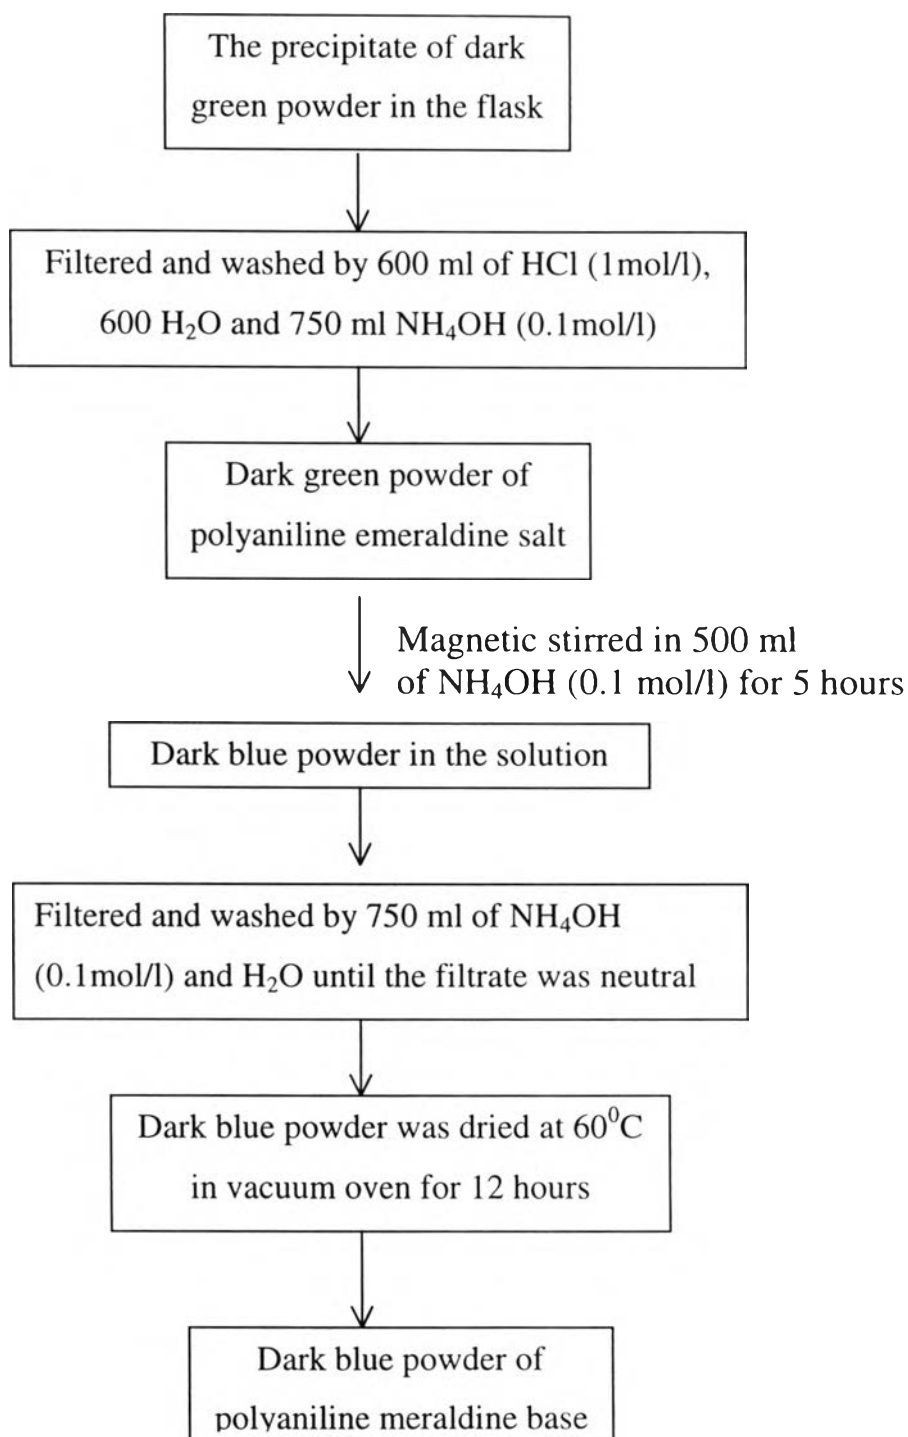 The precipitate of dark
green powder in the flask
Filtered and washed by 600 ml of HCl (1mol/l),
600 H₂O and 750 ml NH₄OH (0.1mol/l)
Dark green powder of
polyaniline emeraldine salt
Magnetic stirred in 500 ml
of NH₄OH (0.1 mol/l) for 5 hours
Dark blue powder in the solution
Filtered and washed by 750 ml of NH₄OH
(0.1mol/l) and H₂O until the filtrate was neutral
Dark blue powder was dried at 60⁰C
in vacuum oven for 12 hours
Dark blue powder of
polyaniline meraldine base